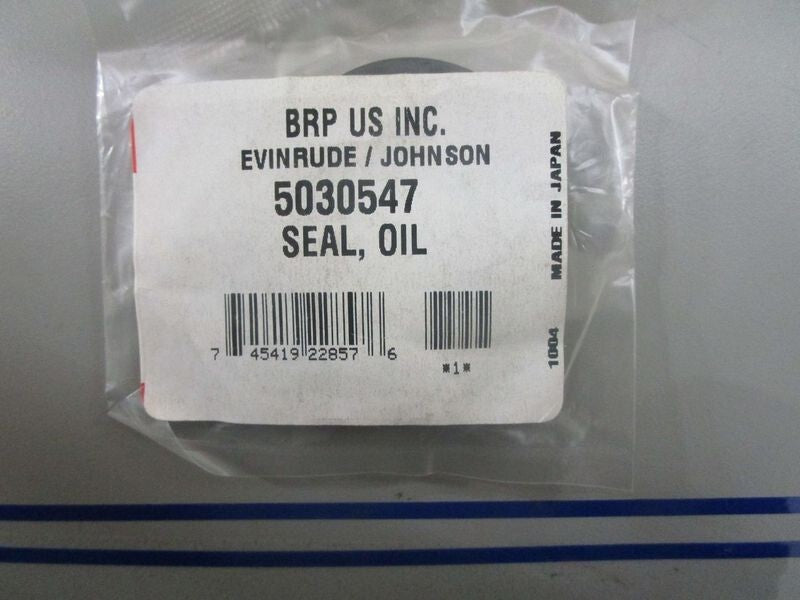 BRP US INC.
EVINRUDE / JOHNSON
5030547
SEAL, OIL
7 45419 22857 6
*1*
1004 MADE IN JAPAN